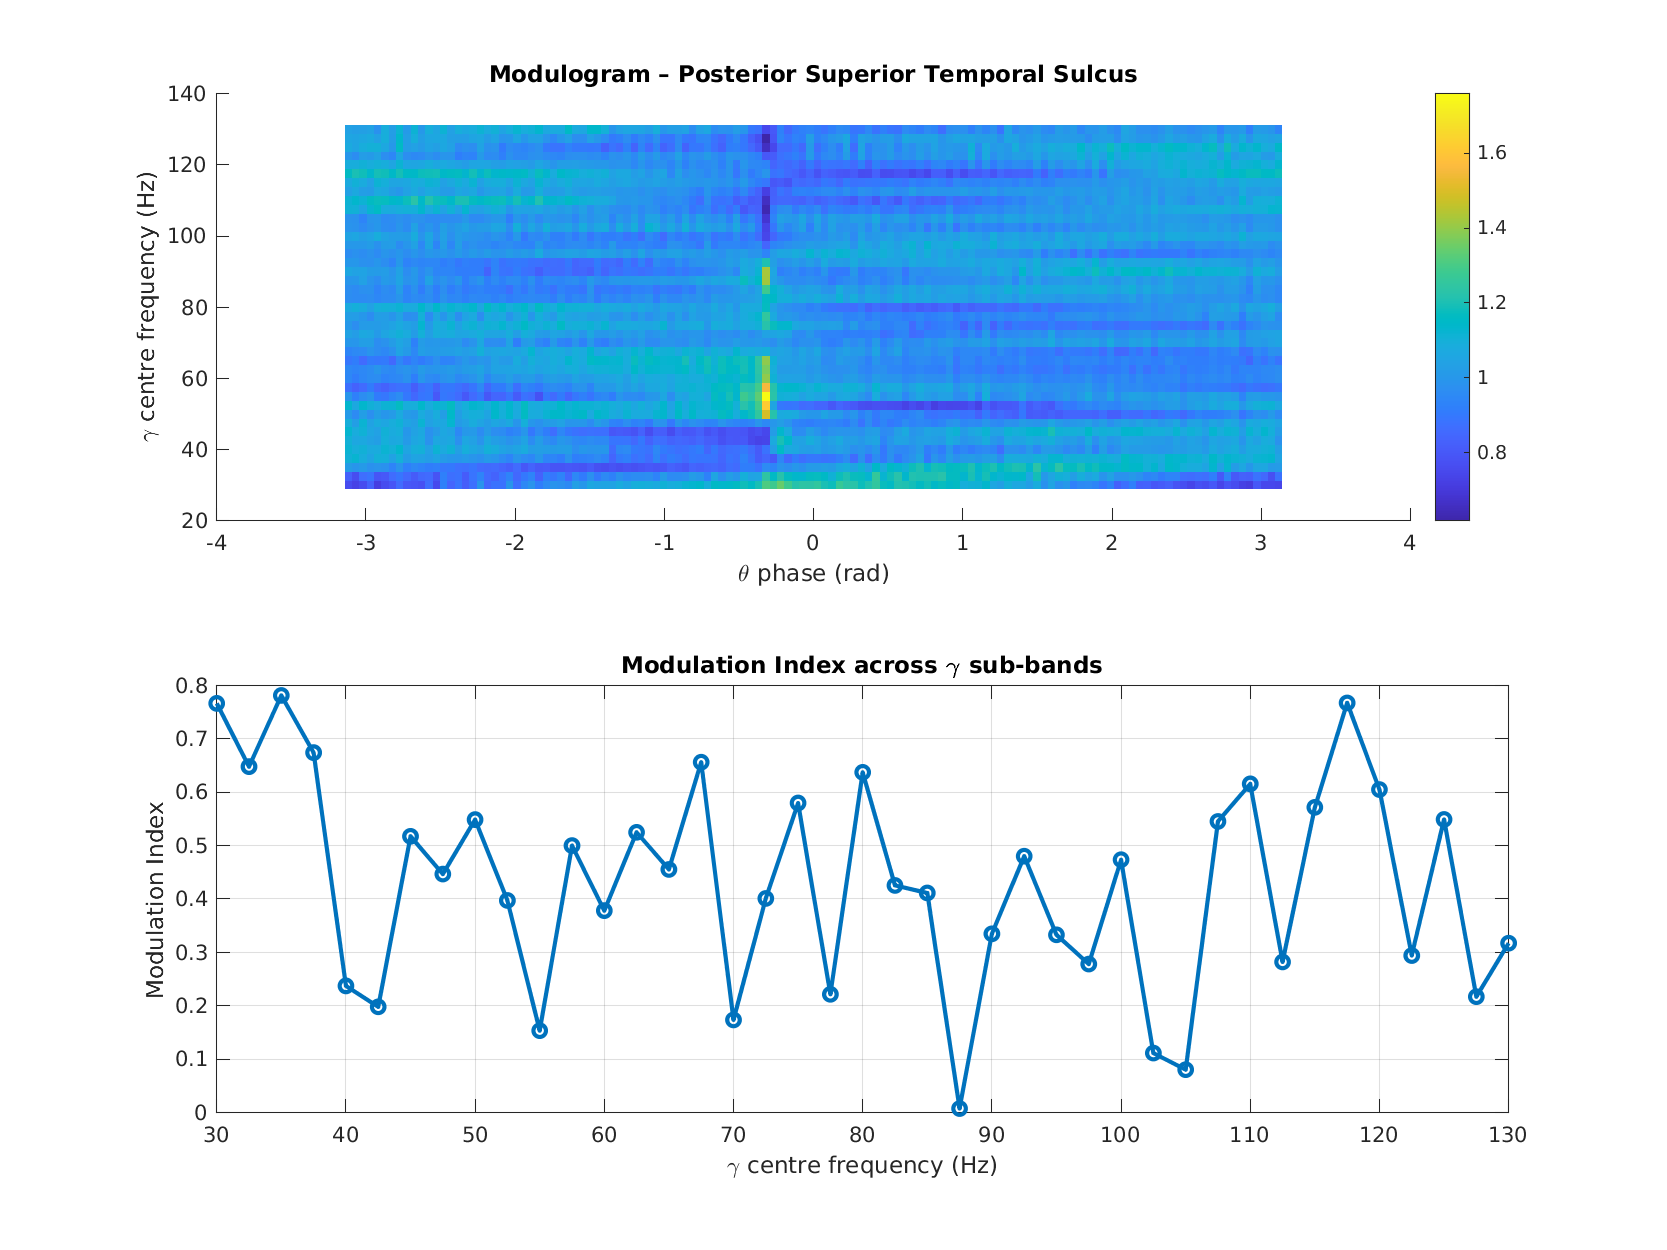 Modulogram – Posterior Superior Temporal Sulcus
140
120
100
80
60
40
20
γ centre frequency (Hz)
-4 -3 -2 -1 0 1 2 3 4
θ phase (rad)
1.6
1.4
1.2
1
0.8
Modulation Index across γ sub-bands
0.8
0.7
0.6
0.5
0.4
0.3
0.2
0.1
0
Modulation Index
30 40 50 60 70 80 90 100 110 120 130
γ centre frequency (Hz)